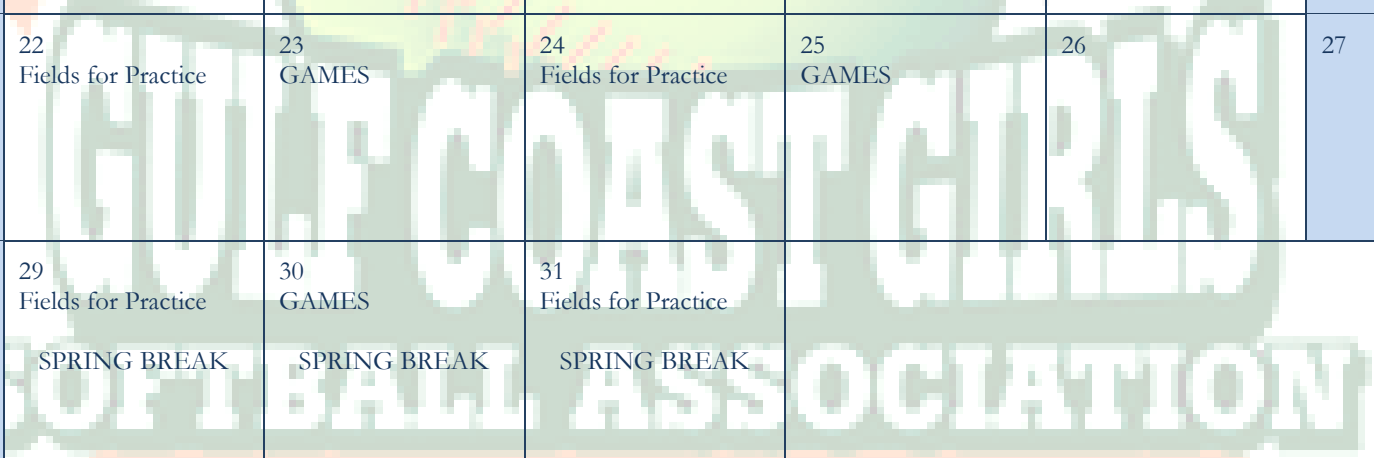 22
Fields for Practice
23
GAMES
24
Fields for Practice
25
GAMES
26
27
29
Fields for Practice
SPRING BREAK
30
GAMES
SPRING BREAK
31
Fields for Practice
SPRING BREAK
GULF COAST GIRLS
SOFTBALL ASSOCIATION